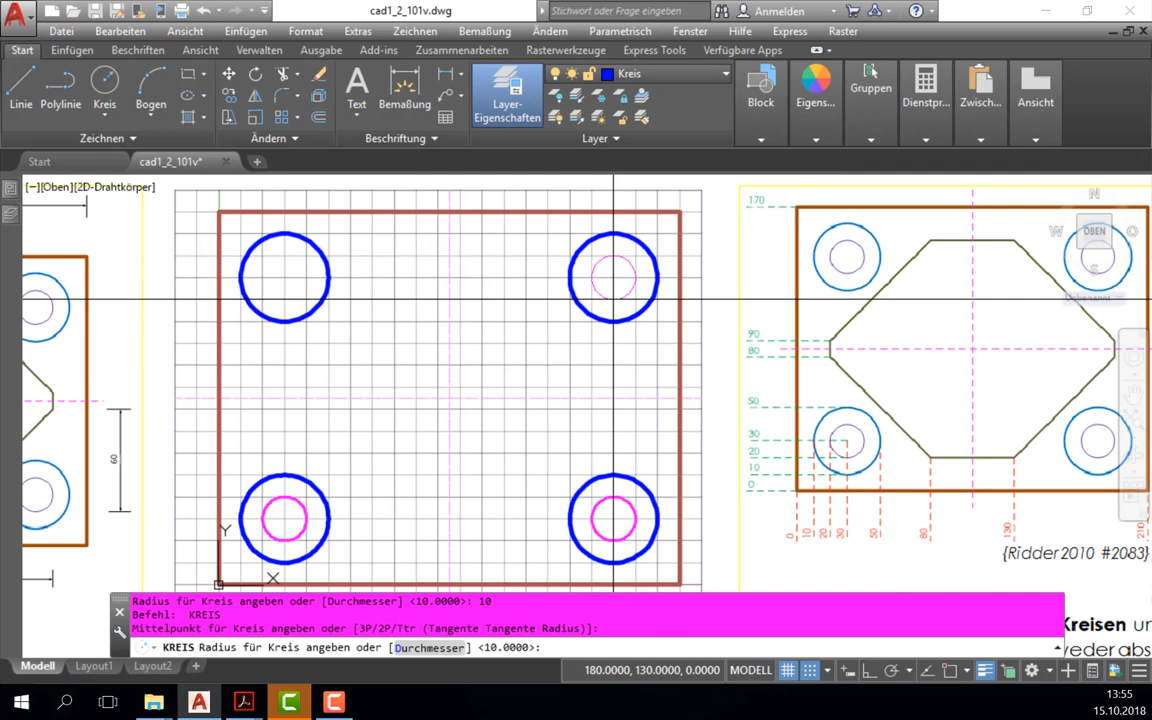 cad1_2_101v.dwg
Stichwort oder Frage eingeben
Anmelden
Datei Bearbeiten Ansicht Einfügen Format Extras Zeichnen Bemaßung Ändern Parametrisch Fenster Hilfe Express Raster
Start Einfügen Beschriften Ansicht Verwalten Ausgabe Add-ins Zusammenarbeiten Rasterwerkzeuge Express Tools Verfügbare Apps
Kreis
Linie Polylinie Kreis Bogen
Text Bemaßung
Layer-
Eigenschaften
Block Eigens... Gruppen Dienstpr... Zwisch... Ansicht
Zeichnen Ändern Beschriftung Layer
Start cad1_2_101v*
[−][Oben][2D-Drahtkörper]
N
W OBEN O
S
Unbenannt
170
90
80
50
30
20
10
0
0 10 20 30 50 80 130 210
60
Y
X
{Ridder2010 #2083}
Radius für Kreis angeben oder [Durchmesser] <10.0000>: 10
Befehl: KREIS
Mittelpunkt für Kreis angeben oder [3P/2P/Ttr (Tangente Tangente Radius)]:
KREIS Radius für Kreis angeben oder [Durchmesser] <10.0000>:
Kreisen
Modell Layout1 Layout2
180.0000, 130.0000, 0.0000 MODELL
13:55
15.10.2018